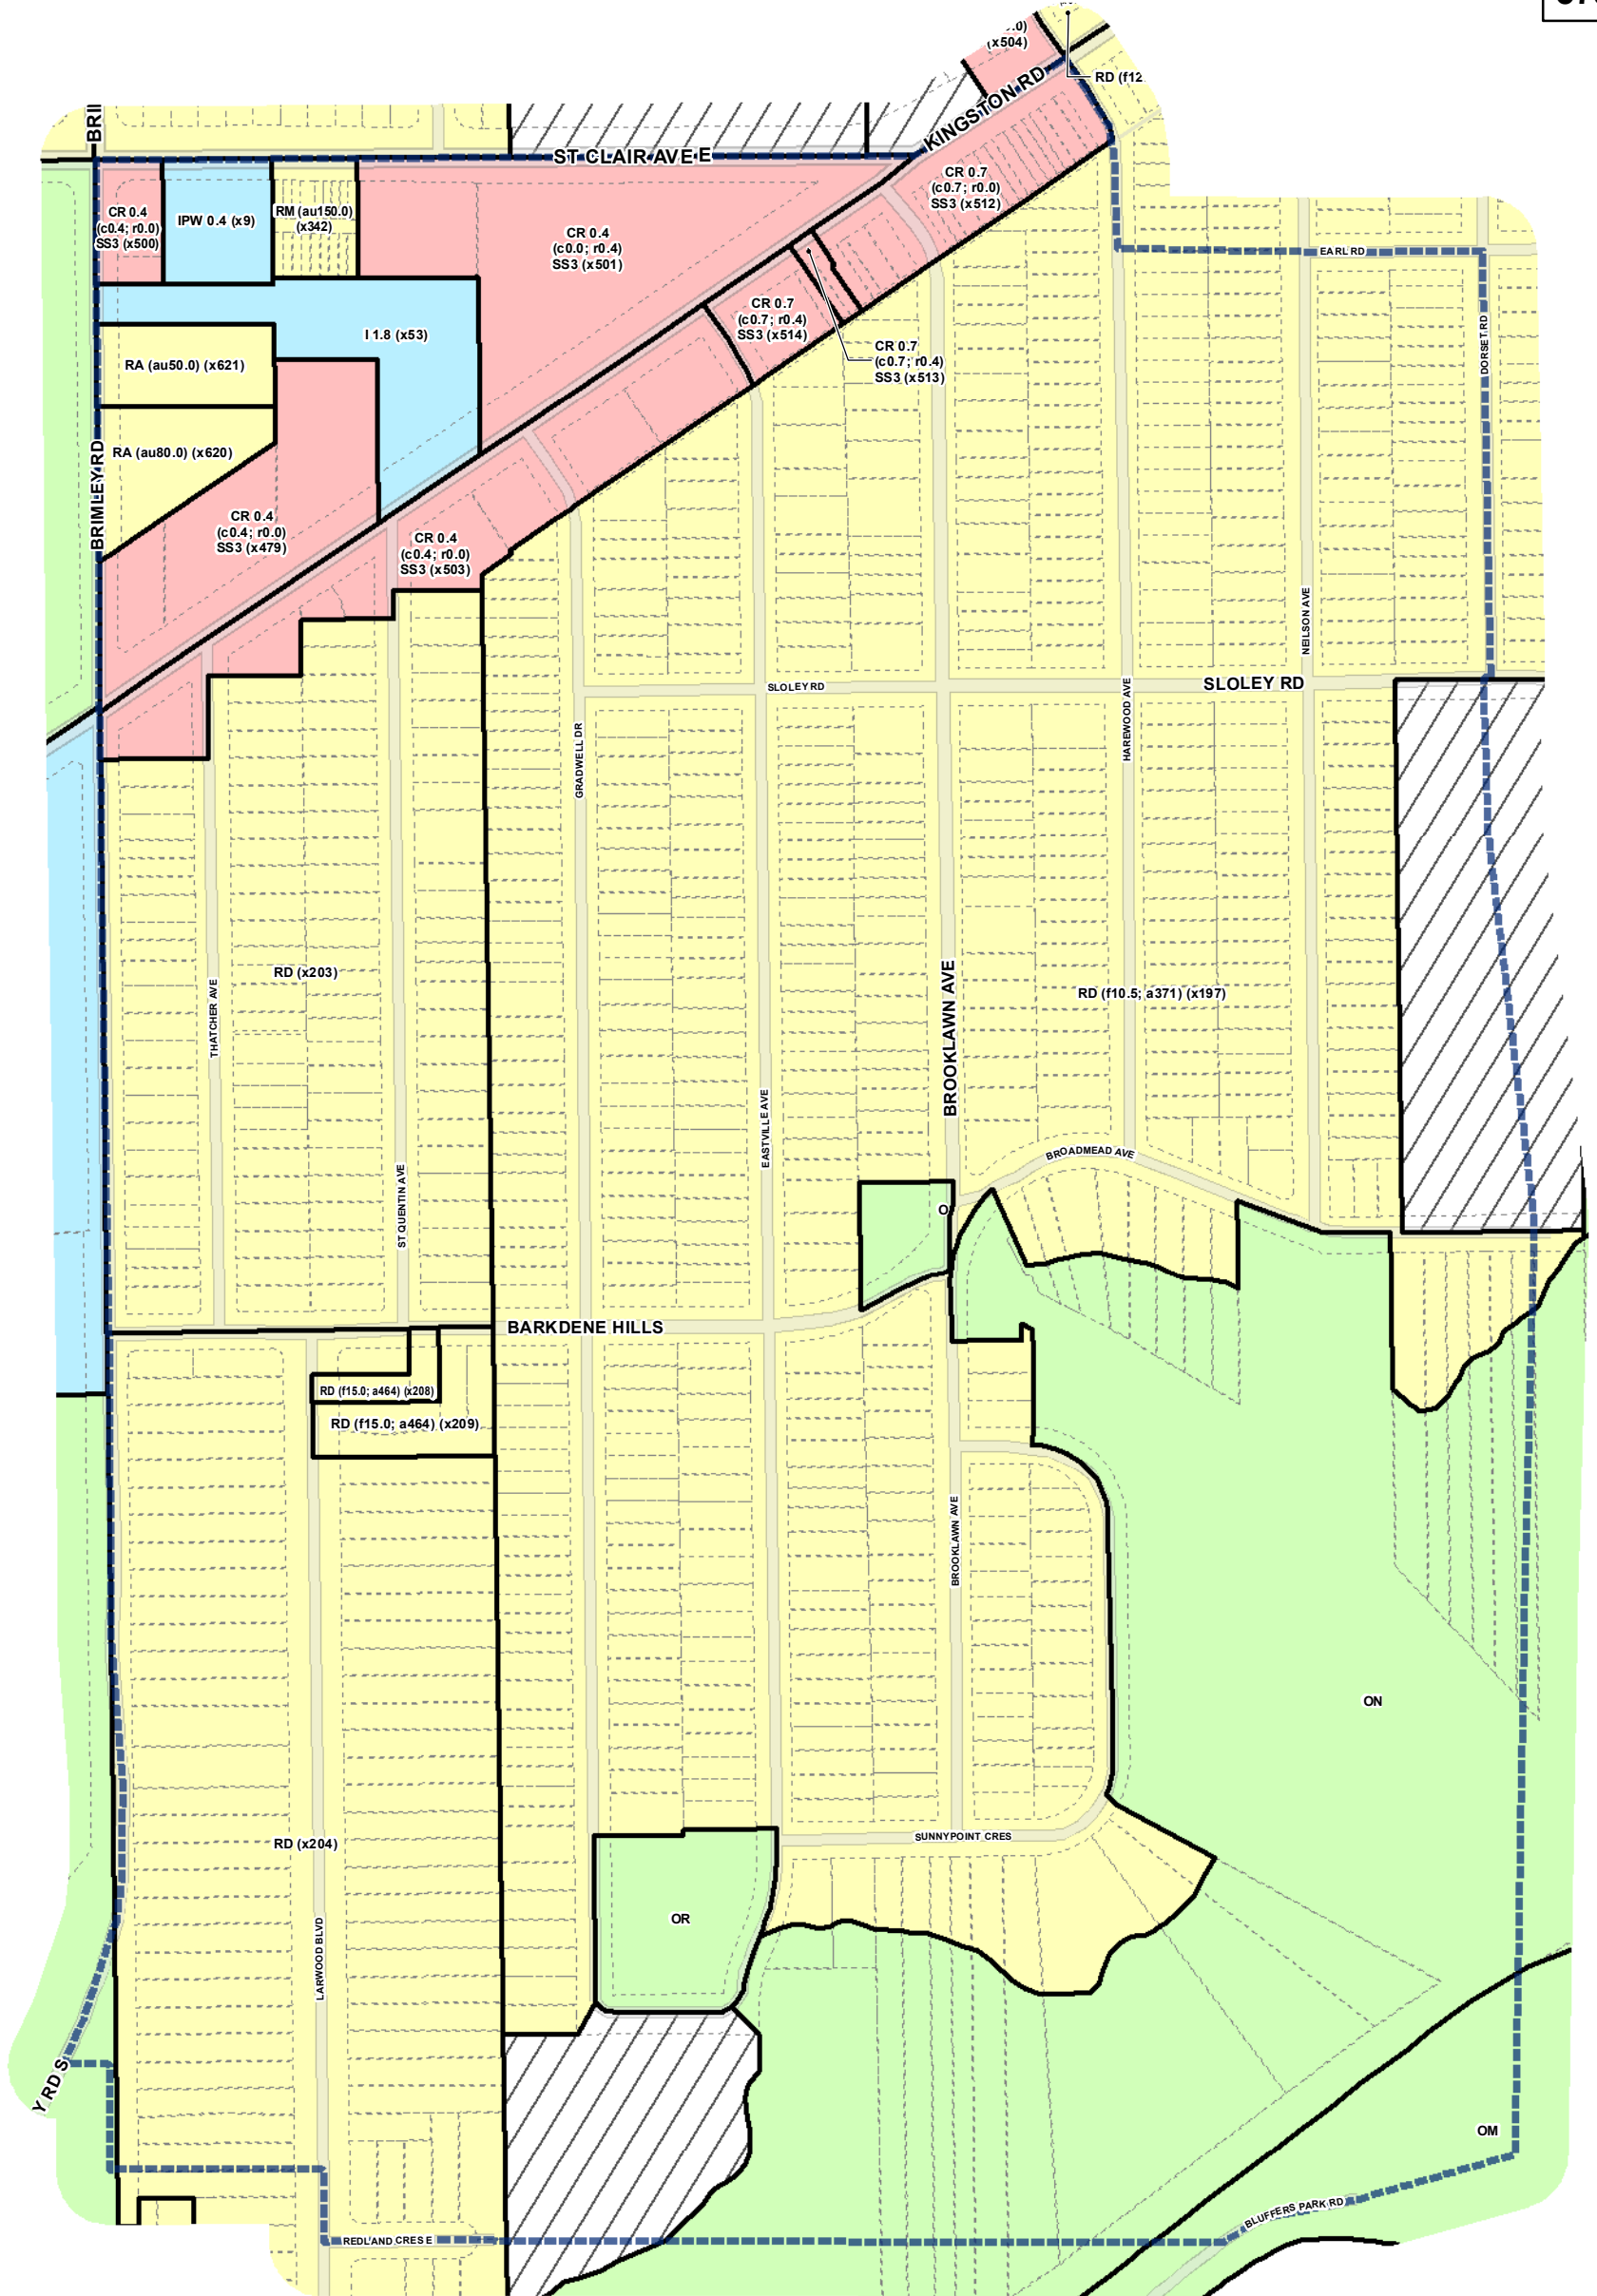 (x504)
RD (f12
KINGSTON RD
BRI
ST CLAIR AVE E
CR 0.4
(c0.4; r0.0)
SS3 (x500)
IPW 0.4 (x9)
RM (au150.0)
(x342)
CR 0.4
(c0.0; r0.4)
SS3 (x501)
CR 0.7
(c0.7; r0.0)
SS3 (x512)
EARL RD
DORSET RD
I 1.8 (x53)
CR 0.7
(c0.7; r0.4)
SS3 (x514)
CR 0.7
(c0.7; r0.4)
SS3 (x513)
RA (au50.0) (x621)
RA (au80.0) (x620)
BRIMLEY RD
CR 0.4
(c0.4; r0.0)
SS3 (x479)
CR 0.4
(c0.4; r0.0)
SS3 (x503)
NEILSON AVE
SLOLEY RD
SLOLEY RD
HAREWOOD AVE
GRADWELL DR
RD (x203)
THATCHER AVE
BROOKLAWN AVE
RD (f10.5; a371) (x197)
EASTVILLE AVE
ST QUENTIN AVE
BROADMEAD AVE
O
BARKDENE HILLS
RD (f15.0; a464) (x208)
RD (f15.0; a464) (x209)
BROOKLAWN AVE
ON
RD (x204)
SUNNYPOINT CRES
OR
LARWOOD BLVD
Y RD S
OM
BLUFFERS PARK RD
REDLAND CRES E